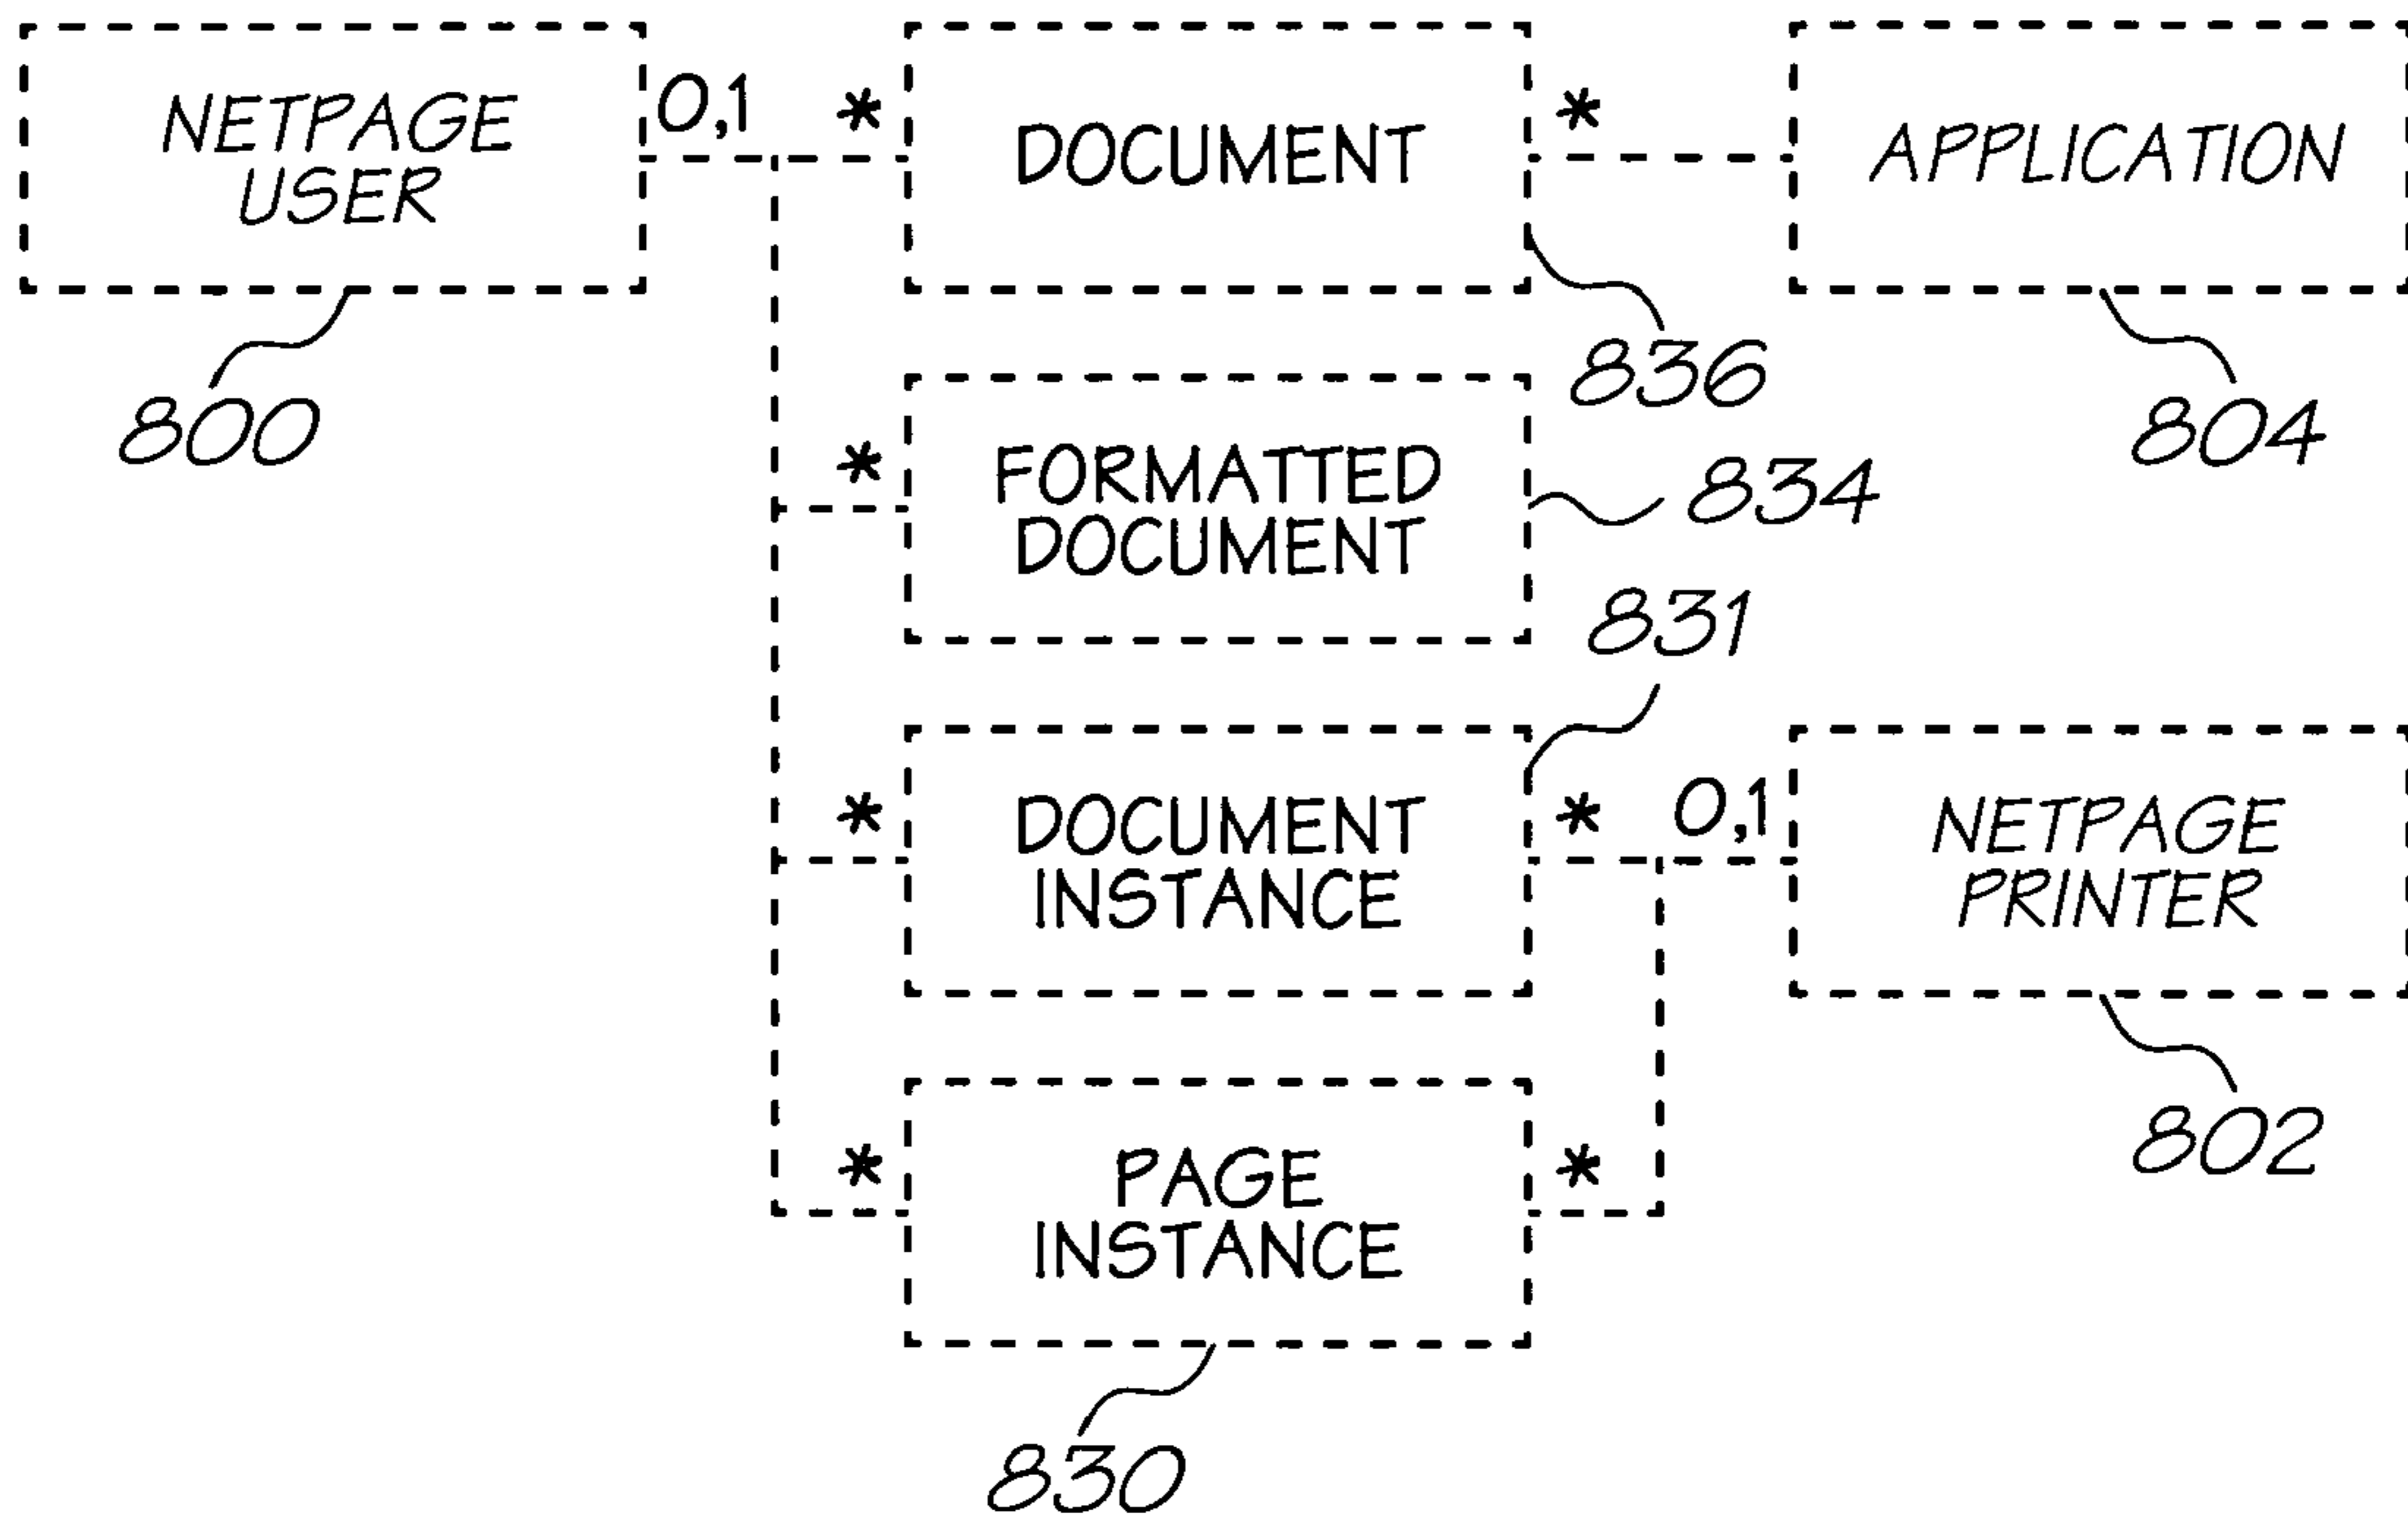 NETPAGE
USER
0,1
*
DOCUMENT
*
APPLICATION
800
836
804
*
FORMATTED
DOCUMENT
834
831
*
DOCUMENT
INSTANCE
*
0,1
NETPAGE
PRINTER
802
*
PAGE
INSTANCE
*
830